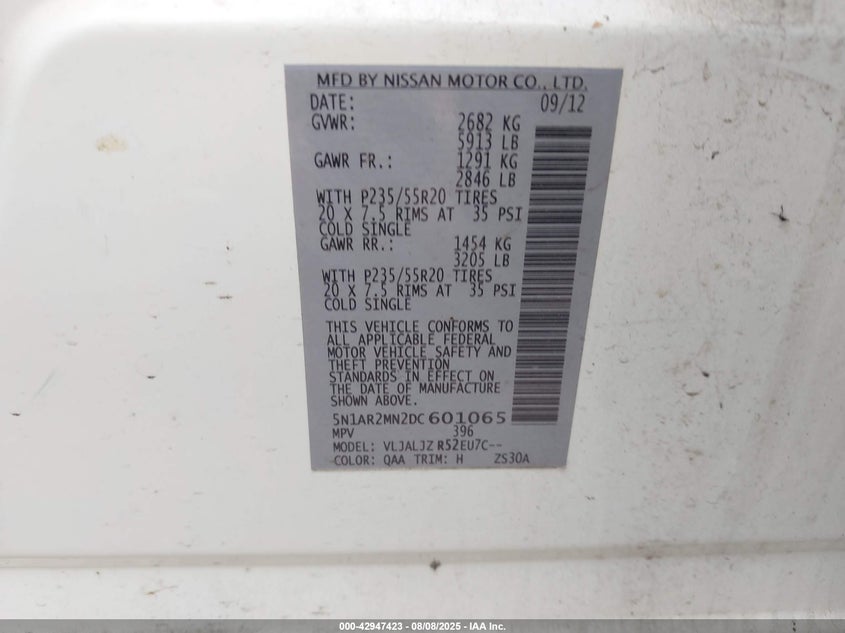 MFD BY NISSAN MOTOR CO., LTD.
DATE: 09/12
GVWR: 2682 KG
5913 LB
GAWR FR.: 1291 KG
2846 LB
WITH P235/55R20 TIRES
20 X 7.5 RIMS AT 35 PSI
COLD SINGLE
GAWR RR.: 1454 KG
3205 LB
WITH P235/55R20 TIRES
20 X 7.5 RIMS AT 35 PSI
COLD SINGLE
THIS VEHICLE CONFORMS TO
ALL APPLICABLE FEDERAL
MOTOR VEHICLE SAFETY AND
THEFT PREVENTION
STANDARDS IN EFFECT ON
THE DATE OF MANUFACTURE
SHOWN ABOVE.
5N1AR2MN2DC601065
MPV 396
MODEL: VLJALJZ R52EU7C--
COLOR: QAA TRIM: H ZS30A
000-42947423 - 08/08/2025 - IAA Inc.